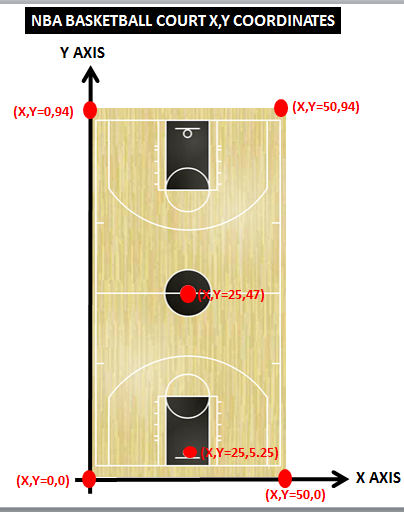 NBA BASKETBALL COURT X,Y COORDINATES
Y AXIS
(X,Y=0,94)
(X,Y=50,94)
(X,Y=25,47)
(X,Y=25,5.25)
(X,Y=0,0)
X AXIS
(X,Y=50,0)